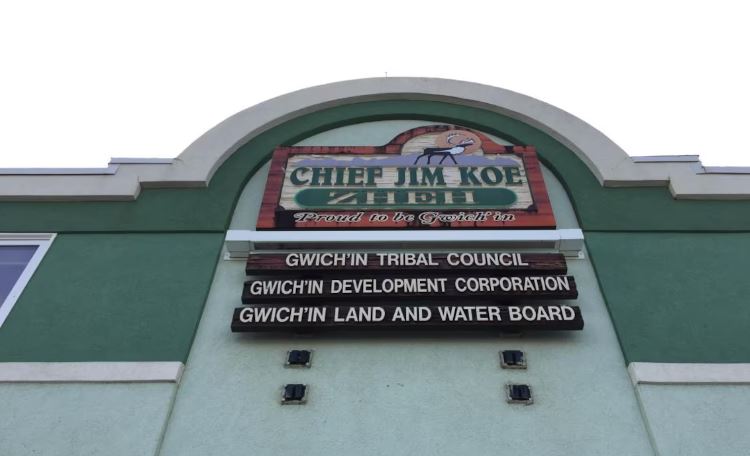 CHIEF JIM KOE
ZHEH
Proud to be Gwich'in
GWICH'IN TRIBAL COUNCIL
GWICH'IN DEVELOPMENT CORPORATION
GWICH'IN LAND AND WATER BOARD